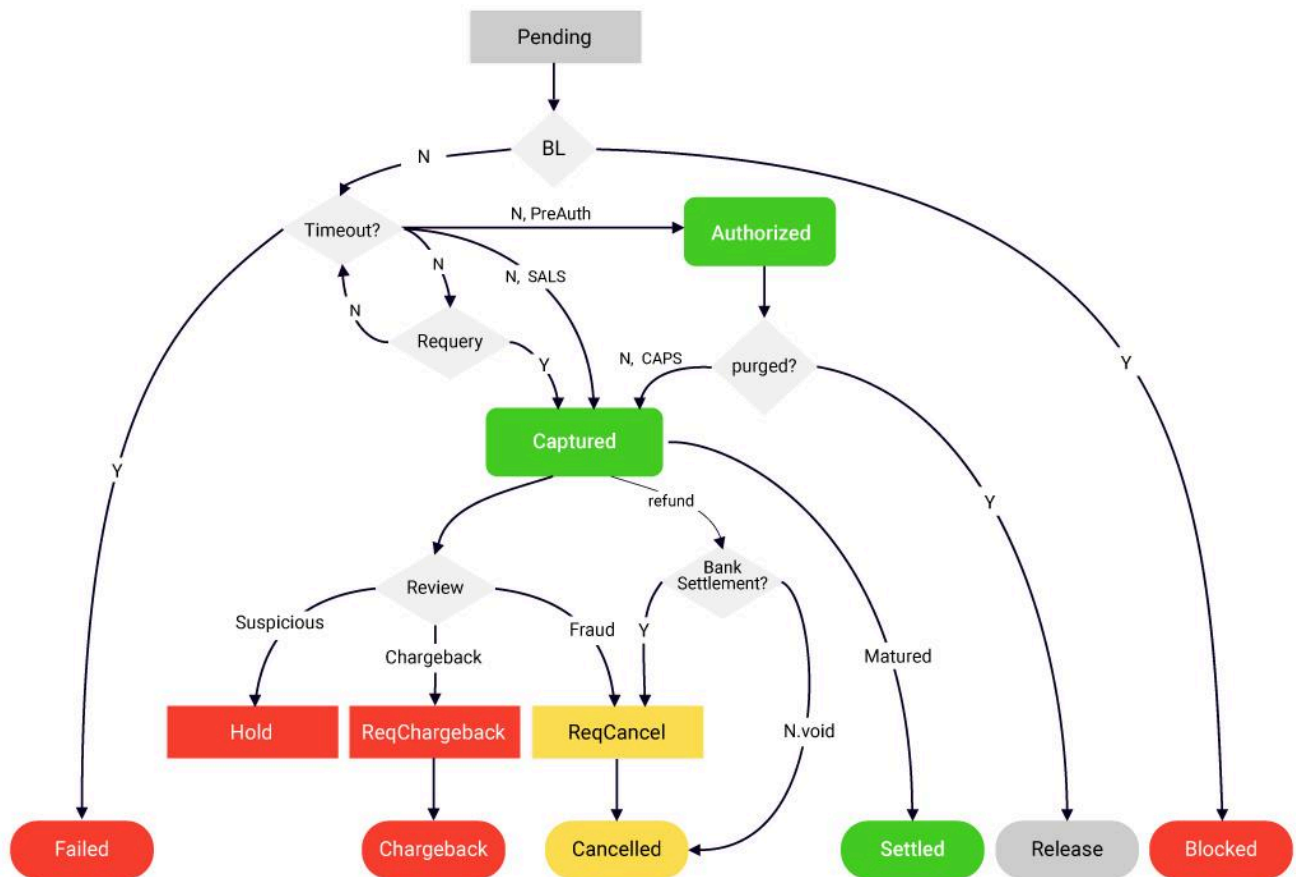 Pending
BL
N
Timeout?
N, PreAuth
Authorized
N
N, SALS
N
Requery
Y
N, CAPS
purged?
Y
Captured
Y
refund
Y
Bank
Settlement?
Review
Suspicious
Fraud
Y
Chargeback
Matured
Hold
ReqChargeback
ReqCancel
N.void
Failed
Chargeback
Cancelled
Settled
Release
Blocked